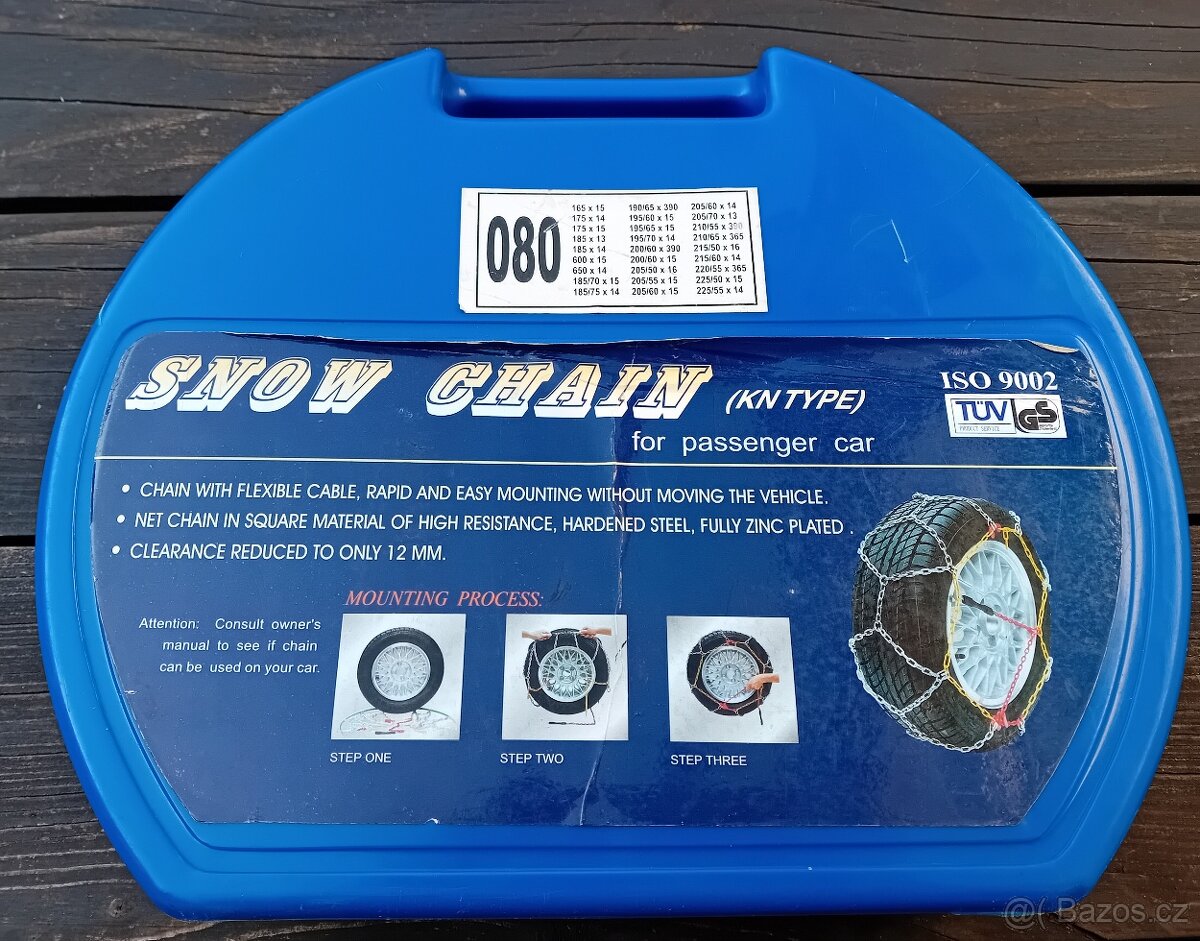 080
165 x 15 190/65 x 390 205/60 x 14
175 x 14 195/60 x 15 205/70 x 13
175 x 15 195/65 x 15 210/55 x 390
185 x 13 195/70 x 14 210/65 x 365
185 x 14 200/60 x 390 215/50 x 16
600 x 15 200/60 x 15 215/60 x 14
650 x 14 205/50 x 16 220/55 x 365
185/70 x 15 205/55 x 15 225/50 x 15
185/75 x 14 205/60 x 15 225/55 x 14
SNOW CHAIN (KN TYPE)
for passenger car
ISO 9002
TÜV GS
PRODUCT SERVICE
• CHAIN WITH FLEXIBLE CABLE, RAPID AND EASY MOUNTING WITHOUT MOVING THE VEHICLE.
• NET CHAIN IN SQUARE MATERIAL OF HIGH RESISTANCE, HARDENED STEEL, FULLY ZINC PLATED .
• CLEARANCE REDUCED TO ONLY 12 MM.
MOUNTING PROCESS:
Attention: Consult owner's
manual to see if chain
can be used on your car.
STEP ONE
STEP TWO
STEP THREE
@( Bazos.cz